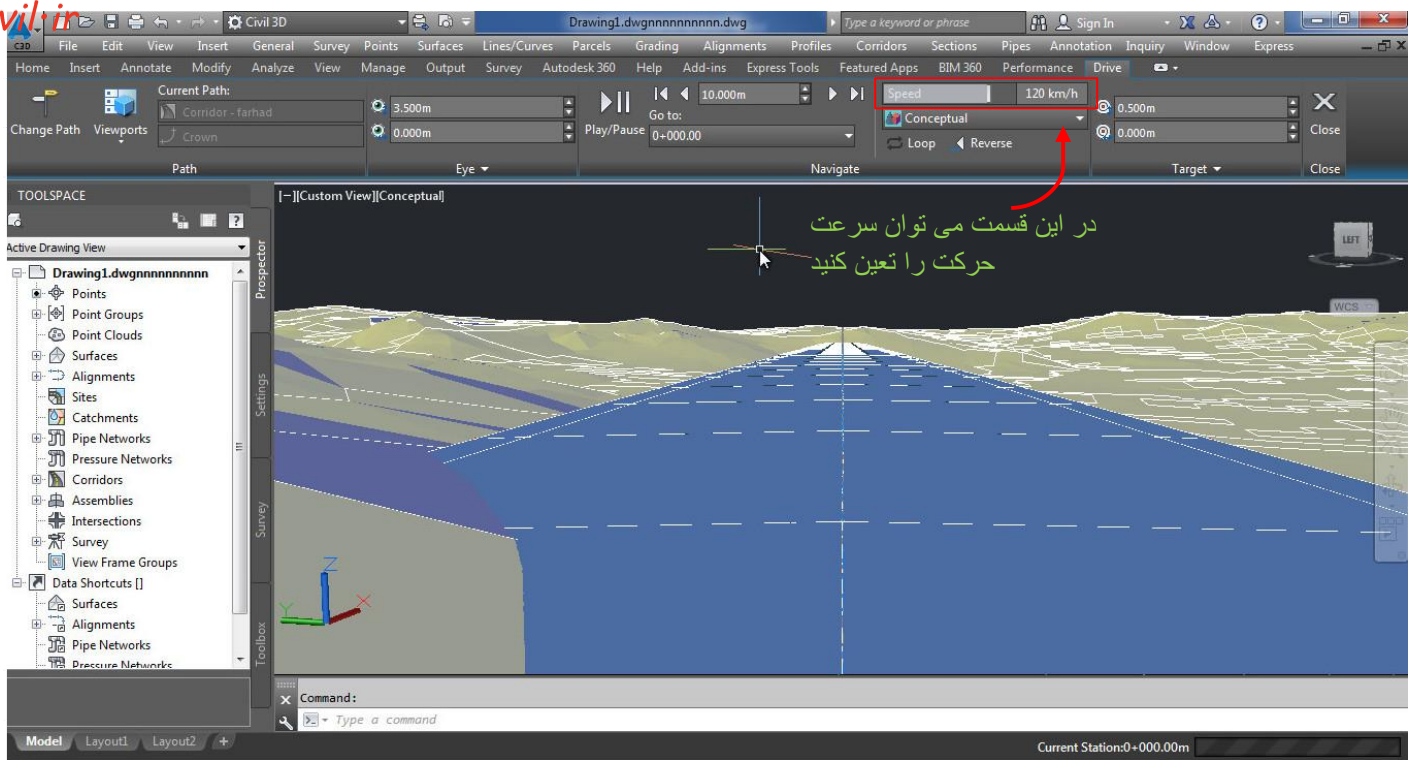 vil.ir
Civil 3D
Drawing1.dwgnnnnnnnnnn.dwg
Type a keyword or phrase
Sign In
C3D File Edit View Insert General Survey Points Surfaces Lines/Curves Parcels Grading Alignments Profiles Corridors Sections Pipes Annotation Inquiry Window Express
Home Insert Annotate Modify Analyze View Manage Output Survey Autodesk 360 Help Add-ins Express Tools Featured Apps BIM 360 Performance Drive
Change Path
Viewports
Current Path:
Corridor - farhad
Crown
Path
3.500m
0.000m
Eye
Play/Pause
10.000m
Go to:
0+000.00
Speed 120 km/h
Conceptual
Loop Reverse
Navigate
0.500m
0.000m
Target
Close
Close
TOOLSPACE
Active Drawing View
Drawing1.dwgnnnnnnnnnn
Points
Point Groups
Point Clouds
Surfaces
Alignments
Sites
Catchments
Pipe Networks
Pressure Networks
Corridors
Assemblies
Intersections
Survey
View Frame Groups
Data Shortcuts []
Surfaces
Alignments
Pipe Networks
Pressure Networks
Prospector
Settings
Survey
Toolbox
[−][Custom View][Conceptual]
در این قسمت می توان سرعت
حرکت را تعین کنید
LEFT
WCS
Z
Y
X
Command:
Type a command
Model Layout1 Layout2 +
Current Station:0+000.00m